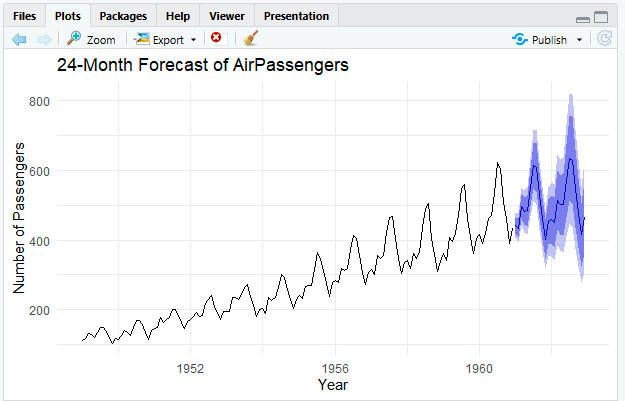 Files Plots Packages Help Viewer Presentation
Zoom Export Publish
24-Month Forecast of AirPassengers
800
600
400
200
Number of Passengers
1952 1956 1960
Year